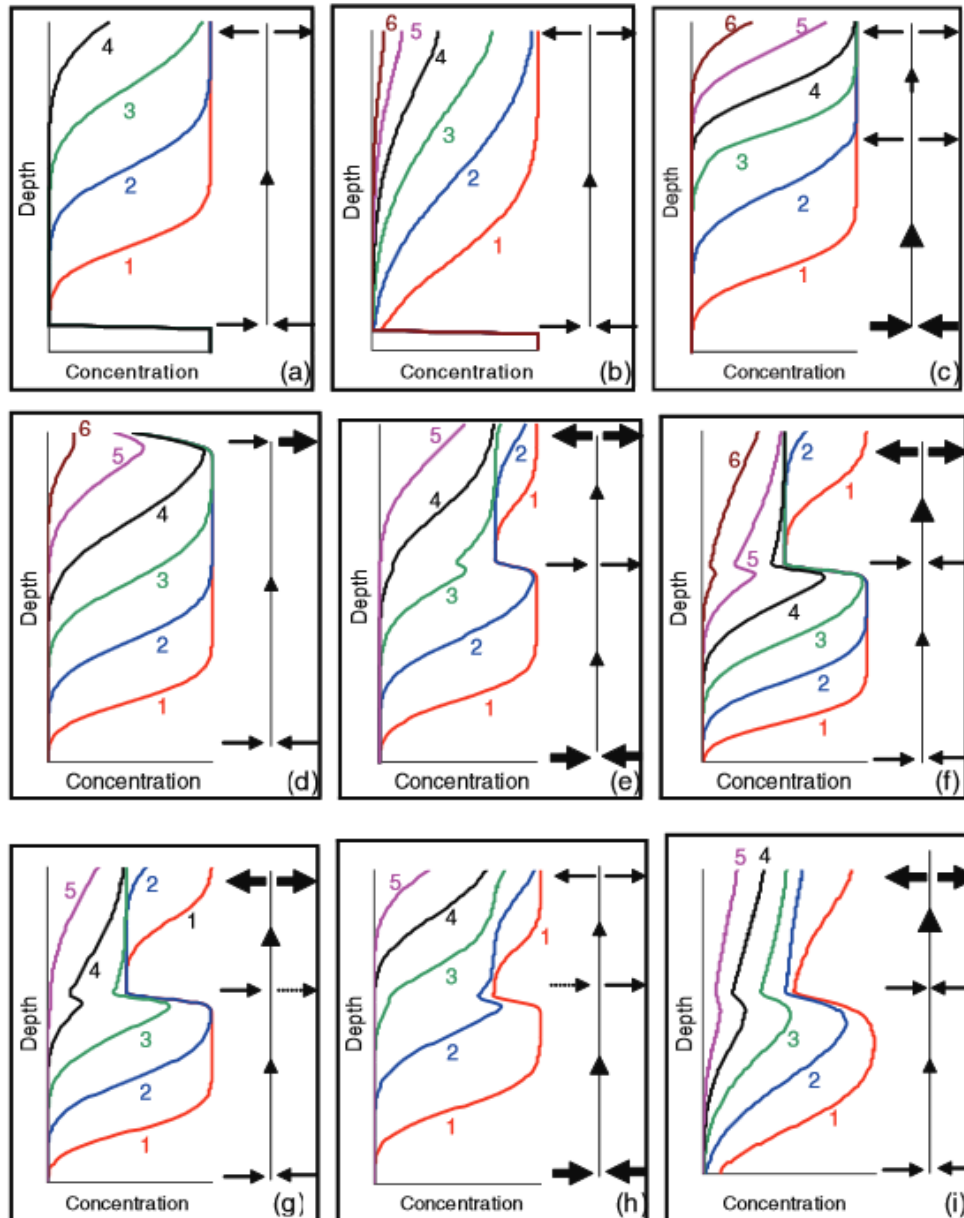 4
3
2
1
Depth
Concentration
(a)
6
5
4
3
2
1
Depth
Concentration
(b)
6
5
4
3
2
1
Depth
Concentration
(c)
6
5
4
3
2
1
Depth
Concentration
(d)
5
2
1
4
3
2
1
Depth
Concentration
(e)
6
2
1
5
4
3
2
1
Depth
Concentration
(f)
5
4
2
1
4
3
2
1
Depth
Concentration
(g)
5
4
1
3
2
1
Depth
Concentration
(h)
5
4
3
2
1
Depth
Concentration
(i)